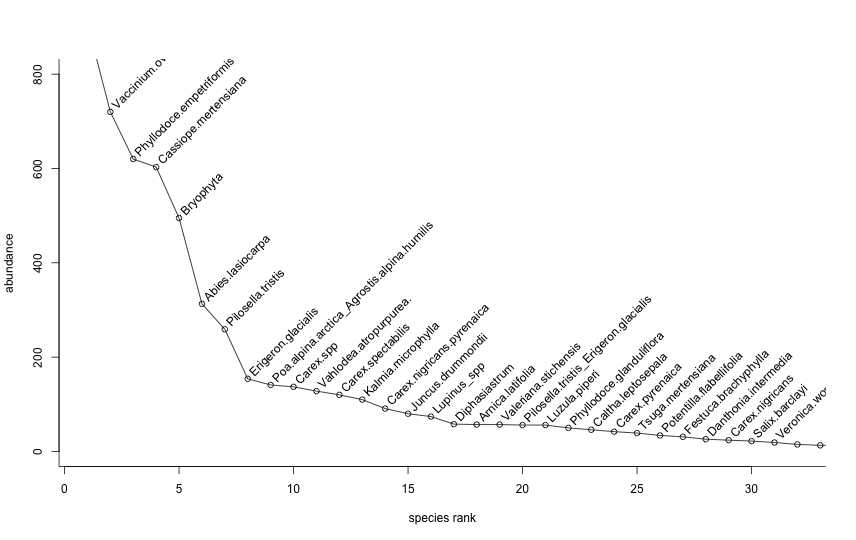 800
600
400
200
0
abundance
Phyllodoce.empetriformis
Cassiope.mertensiana
Bryophyta
Abies.lasiocarpa
Pilosella.tristis
Erigeron.glacialis
Poa.alpina.arctica_Agrostis.alpina.humilis
Carex.spp
Vahlodea.atropurpurea.
Carex.spectabilis
Kalmia.microphylla
Carex.nigricans.pyrenaica
Juncus.drummondii
Lupinus_spp
Diphasiastrum
Arnica.latifolia
Valeriana.stichensis
Pilosella.tristis_Erigeron.glacialis
Luzula.piperi
Phyllodoce.glanduliflora
Caltha.leptosepala
Carex.pyrenaica
Tsuga.mertensiana
Potentilla.flabellifolia
Festuca.brachyphylla
Danthonia.intermedia
Carex.nigricans
Salix.barclayi
0 5 10 15 20 25 30
species rank